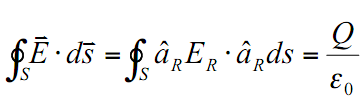 ∮_S E⃗ · ds⃗ = ∮_S â_R E_R · â_R ds = Q/ε₀